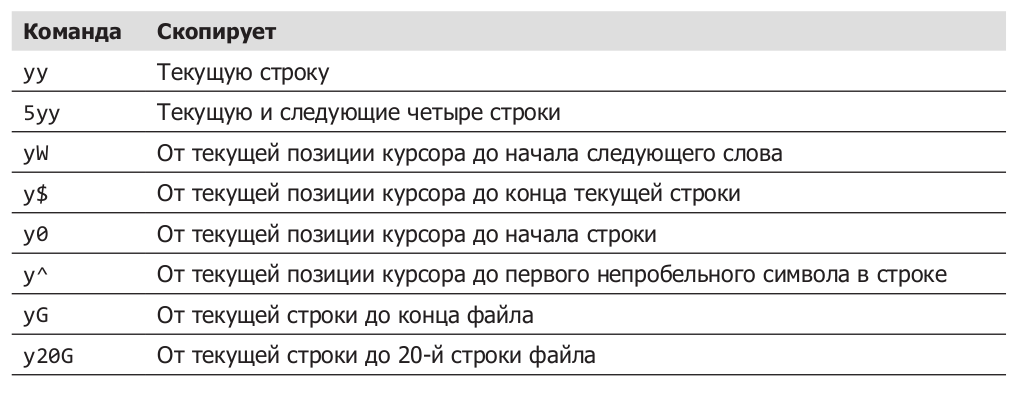 Команда Скопирует
yy Текущую строку
5yy Текущую и следующие четыре строки
yW От текущей позиции курсора до начала следующего слова
y$ От текущей позиции курсора до конца текущей строки
y0 От текущей позиции курсора до начала строки
y^ От текущей позиции курсора до первого непробельного символа в строке
yG От текущей строки до конца файла
y20G От текущей строки до 20-й строки файла